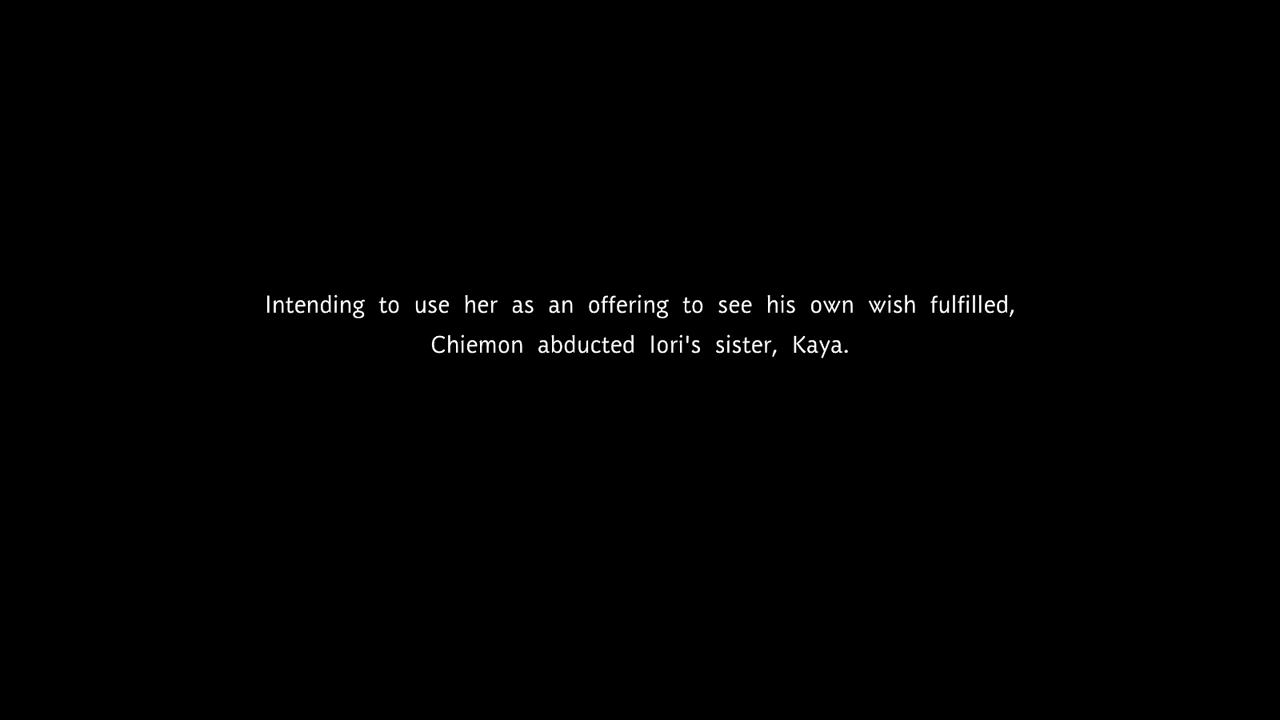 Intending to use her as an offering to see his own wish fulfilled,
Chiemon abducted Iori's sister, Kaya.